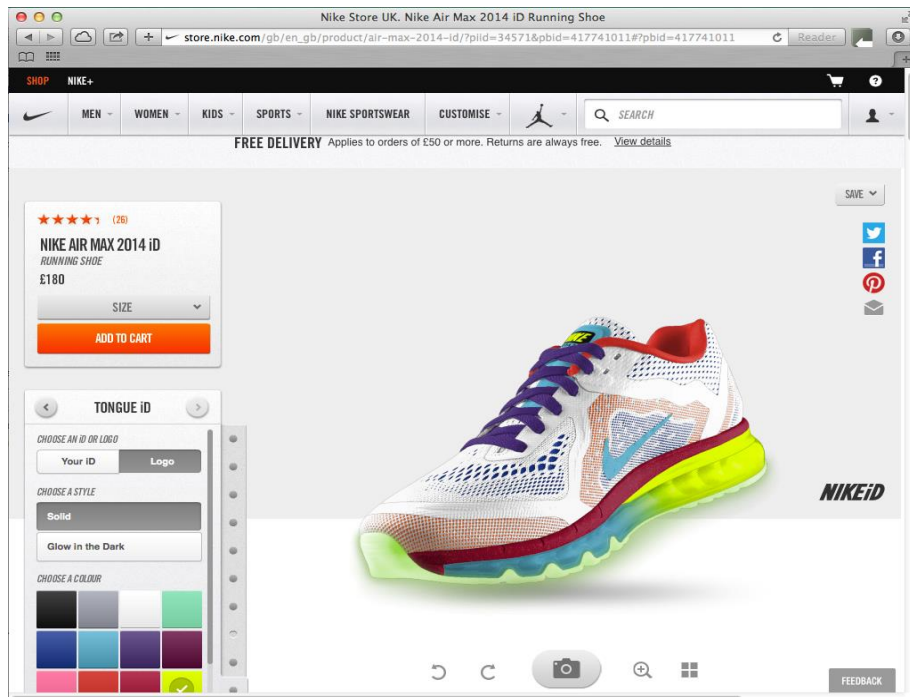 Nike Store UK. Nike Air Max 2014 iD Running Shoe
store.nike.com/gb/en_gb/product/air-max-2014-id/?piid=34571&pbid=417741011#?pbid=417741011
Reader
SHOP NIKE+
MEN WOMEN KIDS SPORTS NIKE SPORTSWEAR CUSTOMISE SEARCH
FREE DELIVERY Applies to orders of £50 or more. Returns are always free. View details
SAVE
(26)
NIKE AIR MAX 2014 iD
RUNNING SHOE
£180
SIZE
ADD TO CART
NIKE
TONGUE iD
CHOOSE AN iD OR LOGO
Your iD Logo
CHOOSE A STYLE
Solid
Glow in the Dark
CHOOSE A COLOUR
NIKEiD
FEEDBACK